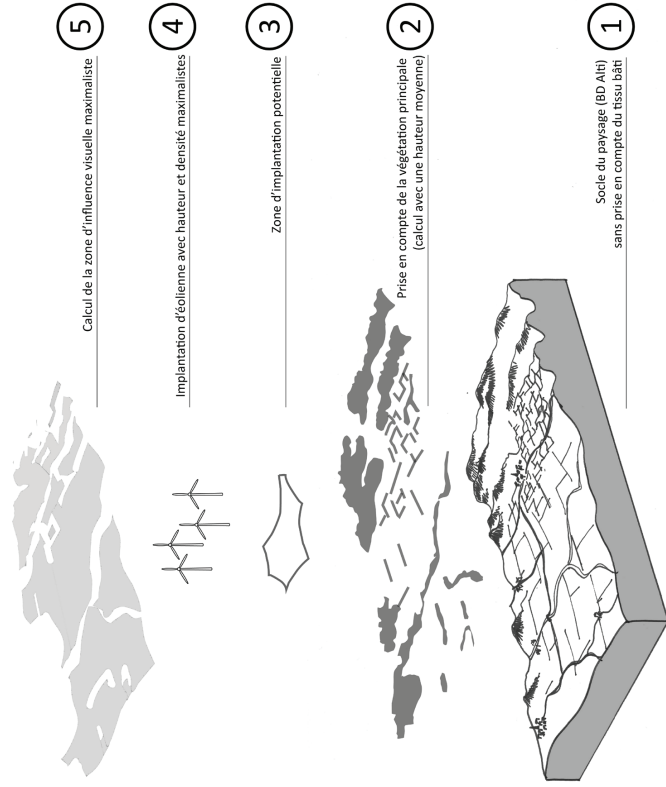 5
Calcul de la zone d'influence visuelle maximaliste
4
Implantation d'éolienne avec hauteur et densité maximalistes
3
Zone d'implantation potentielle
2
Prise en compte de la végétation principale
(calcul avec une hauteur moyenne)
1
Socle du paysage (BD Alti)
sans prise en compte du tissu bâti